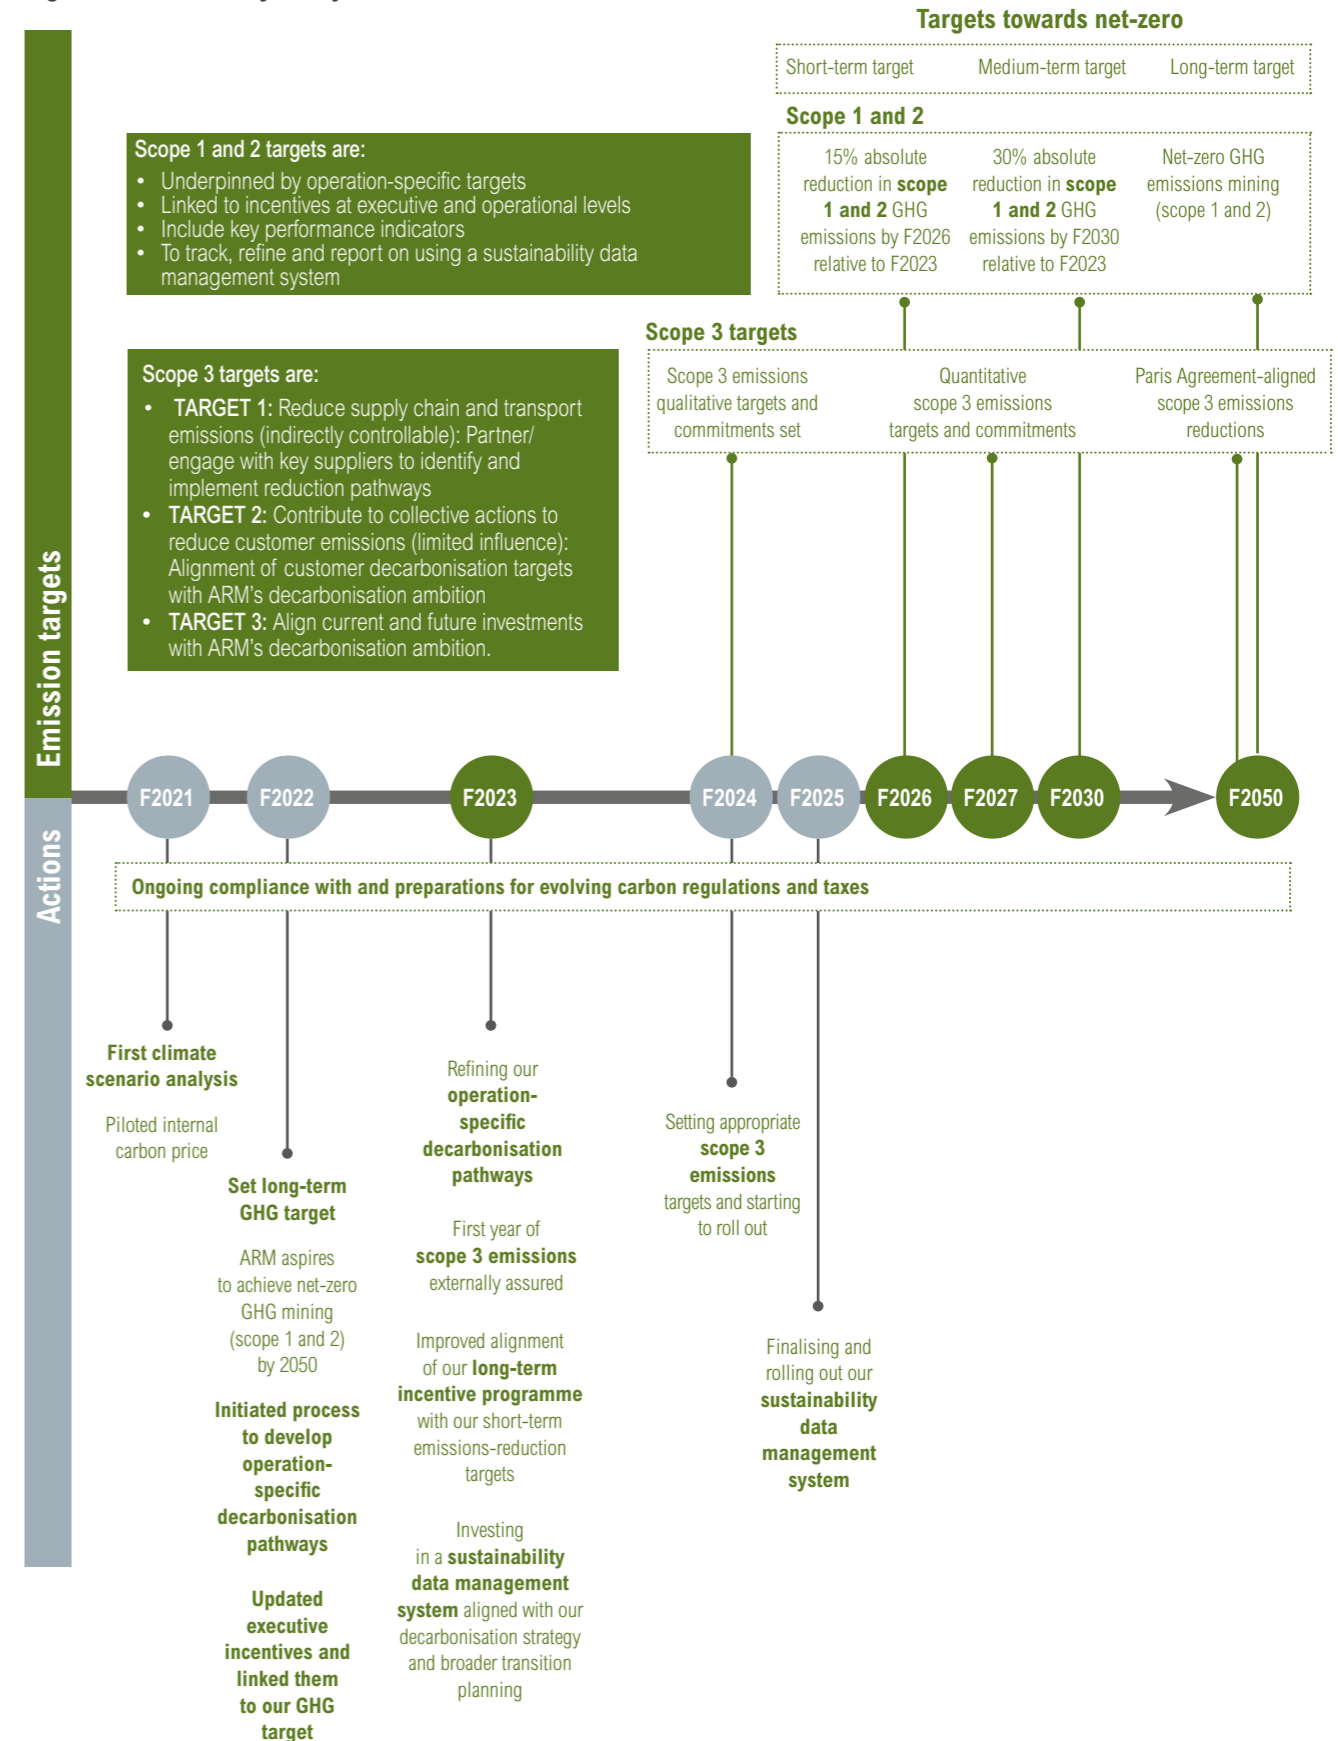 Targets towards net-zero
Short-term target
Medium-term target
Long-term target
Scope 1 and 2
15% absolute
reduction in scope
1 and 2 GHG
emissions by F2026
relative to F2023
30% absolute
reduction in scope
1 and 2 GHG
emissions by F2030
relative to F2023
Net-zero GHG
emissions mining
(scope 1 and 2)
Scope 1 and 2 targets are:
• Underpinned by operation-specific targets
• Linked to incentives at executive and operational levels
• Include key performance indicators
• To track, refine and report on using a sustainability data
management system
Scope 3 targets
Scope 3 emissions
qualitative targets and
commitments set
Quantitative
scope 3 emissions
targets and commitments
Paris Agreement-aligned
scope 3 emissions
reductions
Scope 3 targets are:
• TARGET 1: Reduce supply chain and transport
emissions (indirectly controllable): Partner/
engage with key suppliers to identify and
implement reduction pathways
• TARGET 2: Contribute to collective actions to
reduce customer emissions (limited influence):
Alignment of customer decarbonisation targets
with ARM's decarbonisation ambition
• TARGET 3: Align current and future investments
with ARM's decarbonisation ambition.
Emission targets
F2021
F2022
F2023
F2024
F2025
F2026
F2027
F2030
F2050
Actions
Ongoing compliance with and preparations for evolving carbon regulations and taxes
First climate
scenario analysis
Piloted internal
carbon price
Set long-term
GHG target
ARM aspires
to achieve net-zero
GHG mining
(scope 1 and 2)
by 2050
Initiated process
to develop
operation-
specific
decarbonisation
pathways
Updated
executive
incentives and
linked them
to our GHG
target
Refining our
operation-
specific
decarbonisation
pathways
First year of
scope 3 emissions
externally assured
Improved alignment
of our long-term
incentive programme
with our short-term
emissions-reduction
targets
Investing
in a sustainability
data management
system aligned with our
decarbonisation strategy
and broader transition
planning
Setting appropriate
scope 3
emissions
targets and starting
to roll out
Finalising and
rolling out our
sustainability
data
management
system